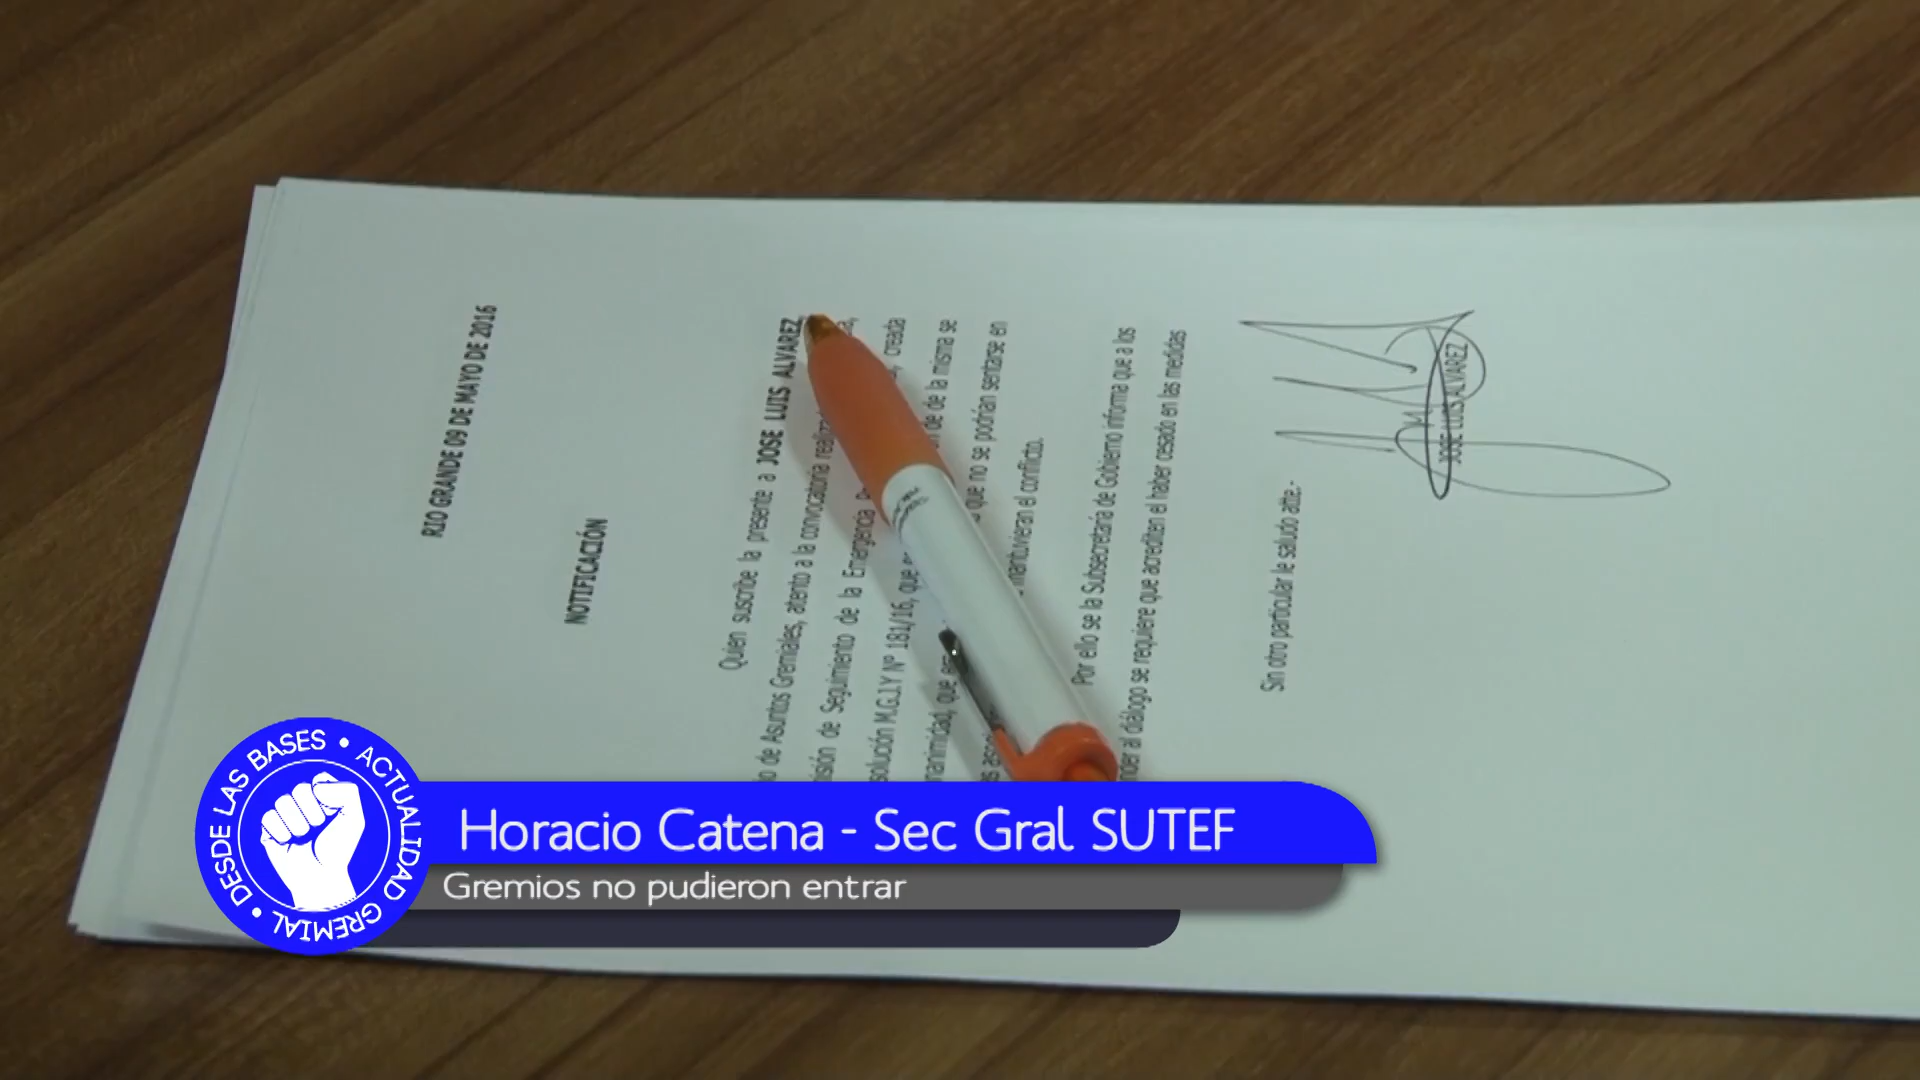 RIO GRANDE 09 DE MAYO DE 2016
NOTIFICACIÓN
Quien suscribe la presente a JOSE LUIS ALVAREZ
de Asuntos Gremiales, atento a la convocatoria
de Seguimiento de la Emergencia
M.G.J.Y Nº 181/16, que creada
que de de la misma se
que no se podrían sentarse en
mantuvieran el conflicto.
Por ello se la Subsecretaría de Gobierno informa que a los
al diálogo se requiere que acrediten el haber cesado en las medidas
Sin otro particular le saludo atte.-
JOSE LUIS ALVAREZ
DESDE LAS BASES • ACTUALIDAD GREMIAL •
Horacio Catena - Sec Gral SUTEF
Gremios no pudieron entrar